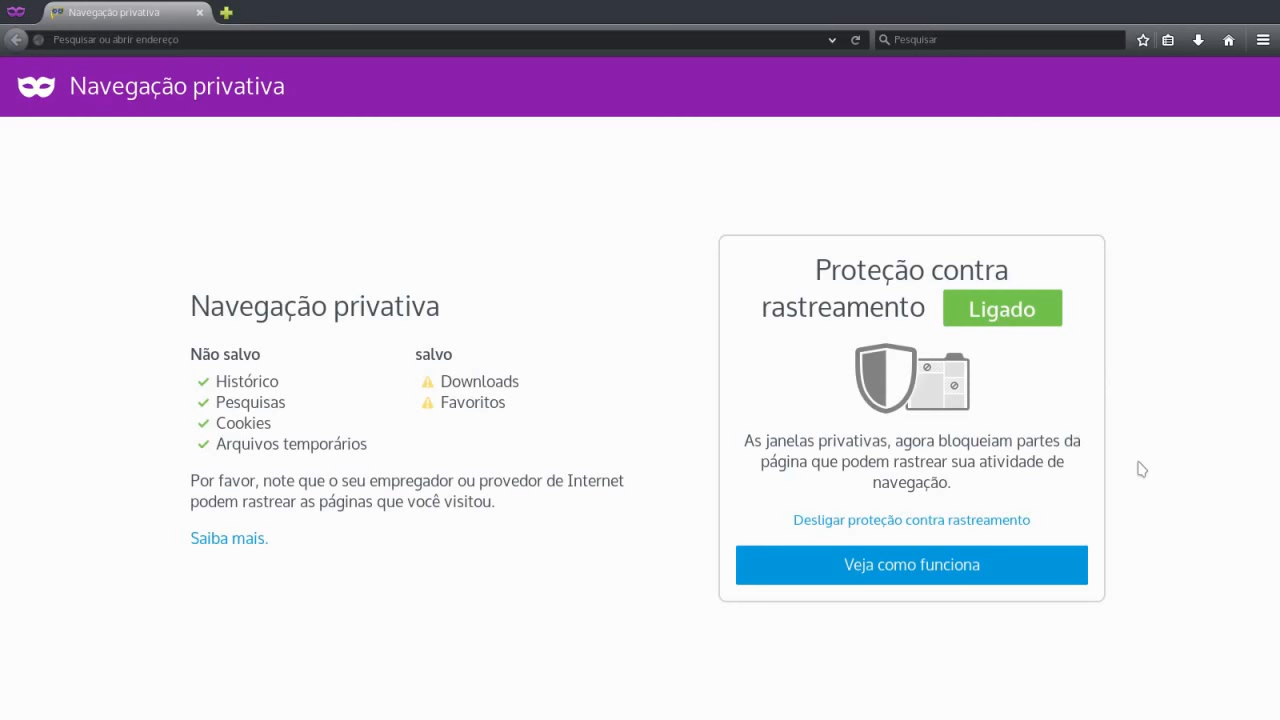 Navegação privativa
Pesquisar ou abrir endereço
Pesquisar
Navegação privativa
Navegação privativa
Não salvo
salvo
Histórico
Downloads
Pesquisas
Favoritos
Cookies
Arquivos temporários
Por favor, note que o seu empregador ou provedor de Internet
podem rastrear as páginas que você visitou.
Saiba mais.
Proteção contra
rastreamento Ligado
As janelas privativas, agora bloqueiam partes da
página que podem rastrear sua atividade de
navegação.
Desligar proteção contra rastreamento
Veja como funciona